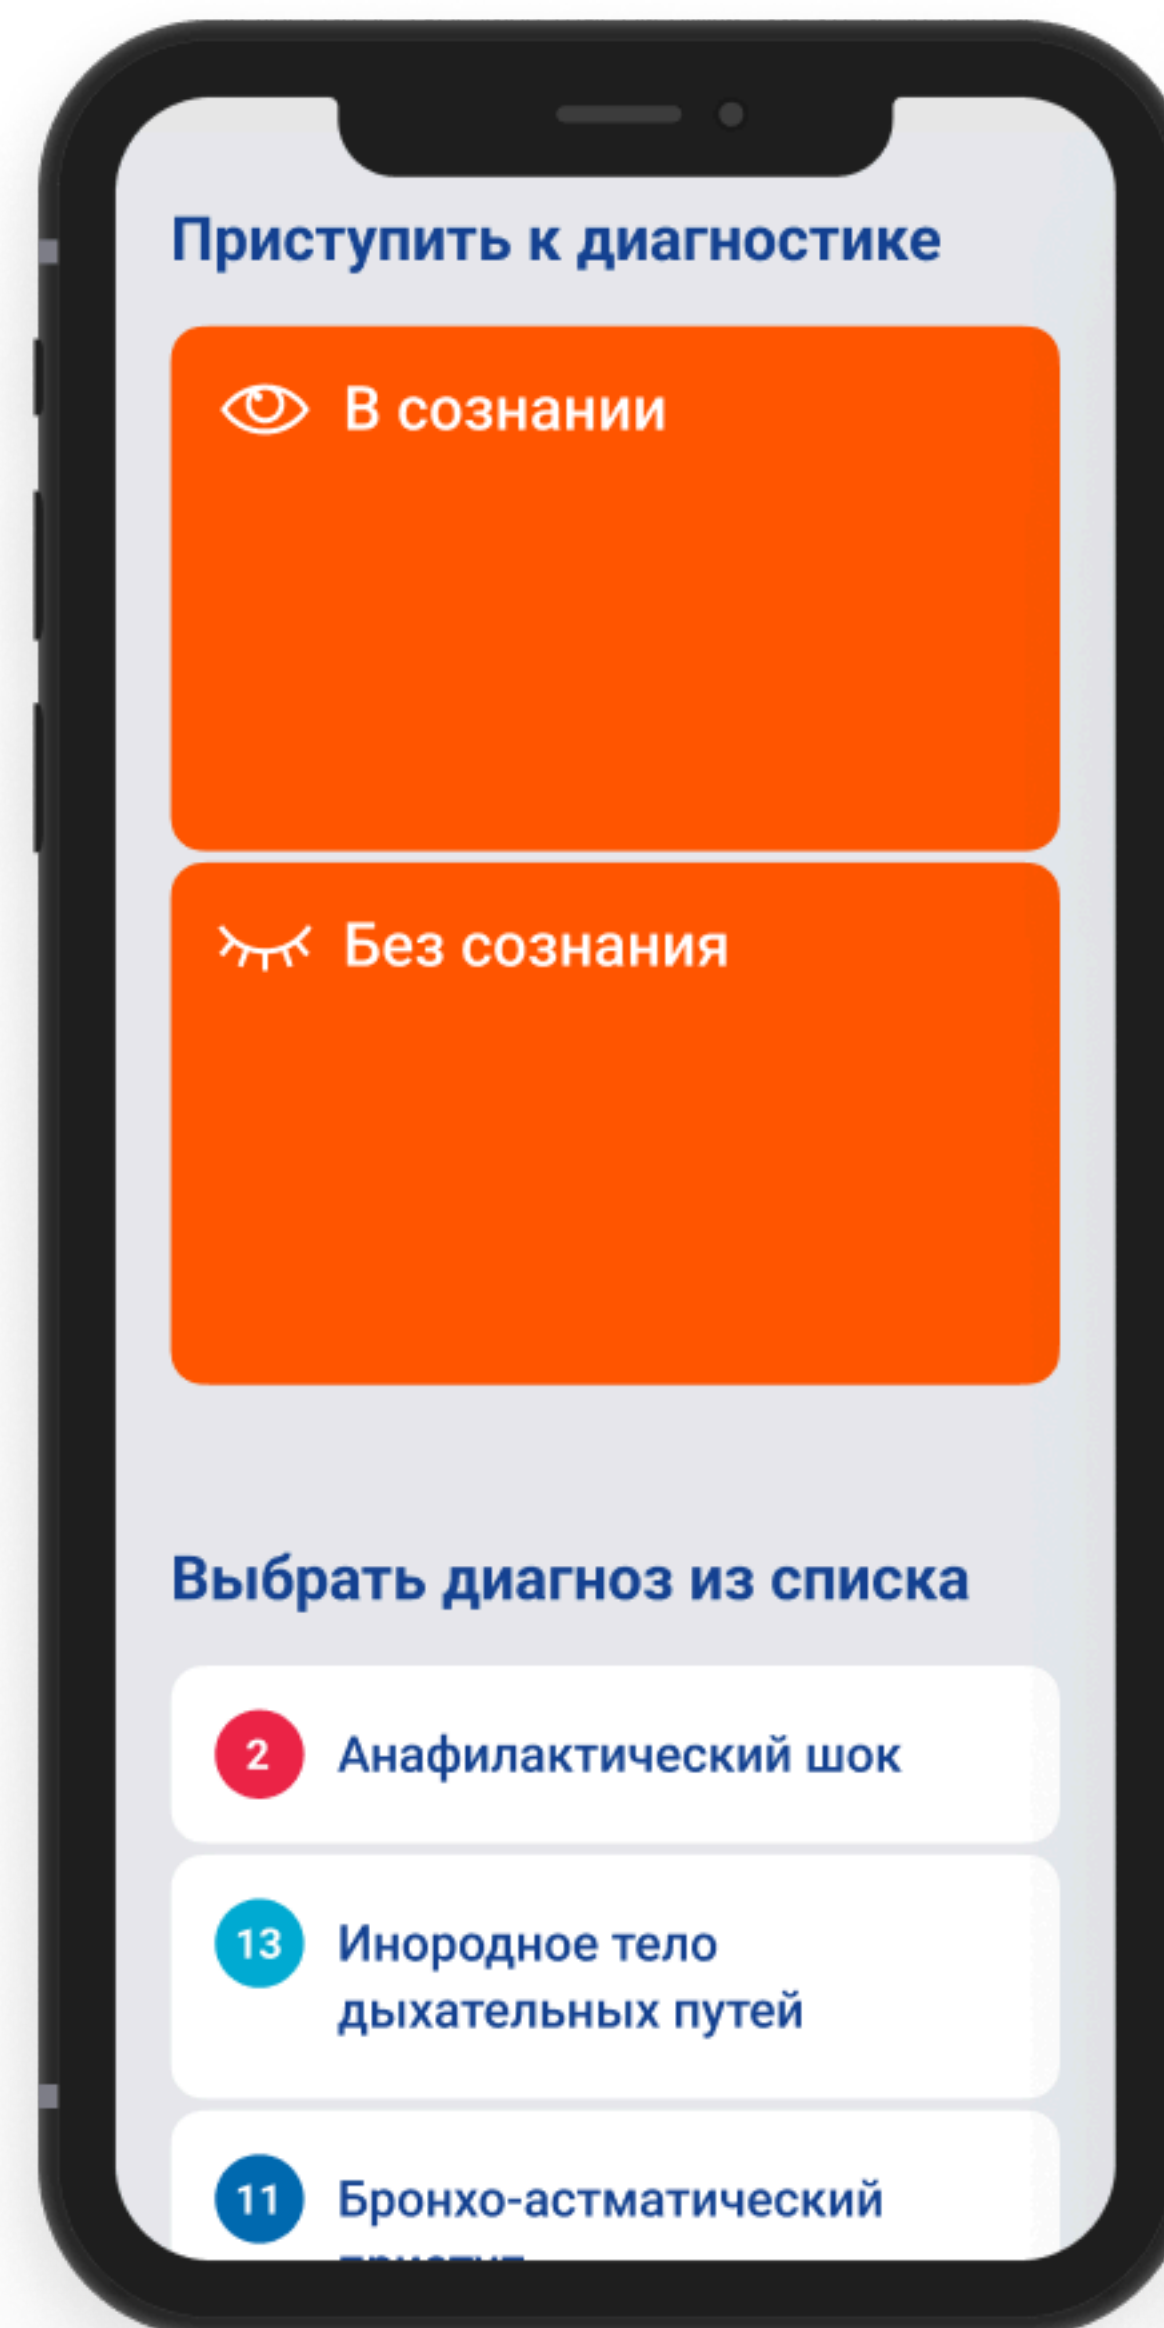 Приступить к диагностике
В сознании
Без сознания
Выбрать диагноз из списка
2 Анафилактический шок
13 Инородное тело
дыхательных путей
11 Бронхо-астматический